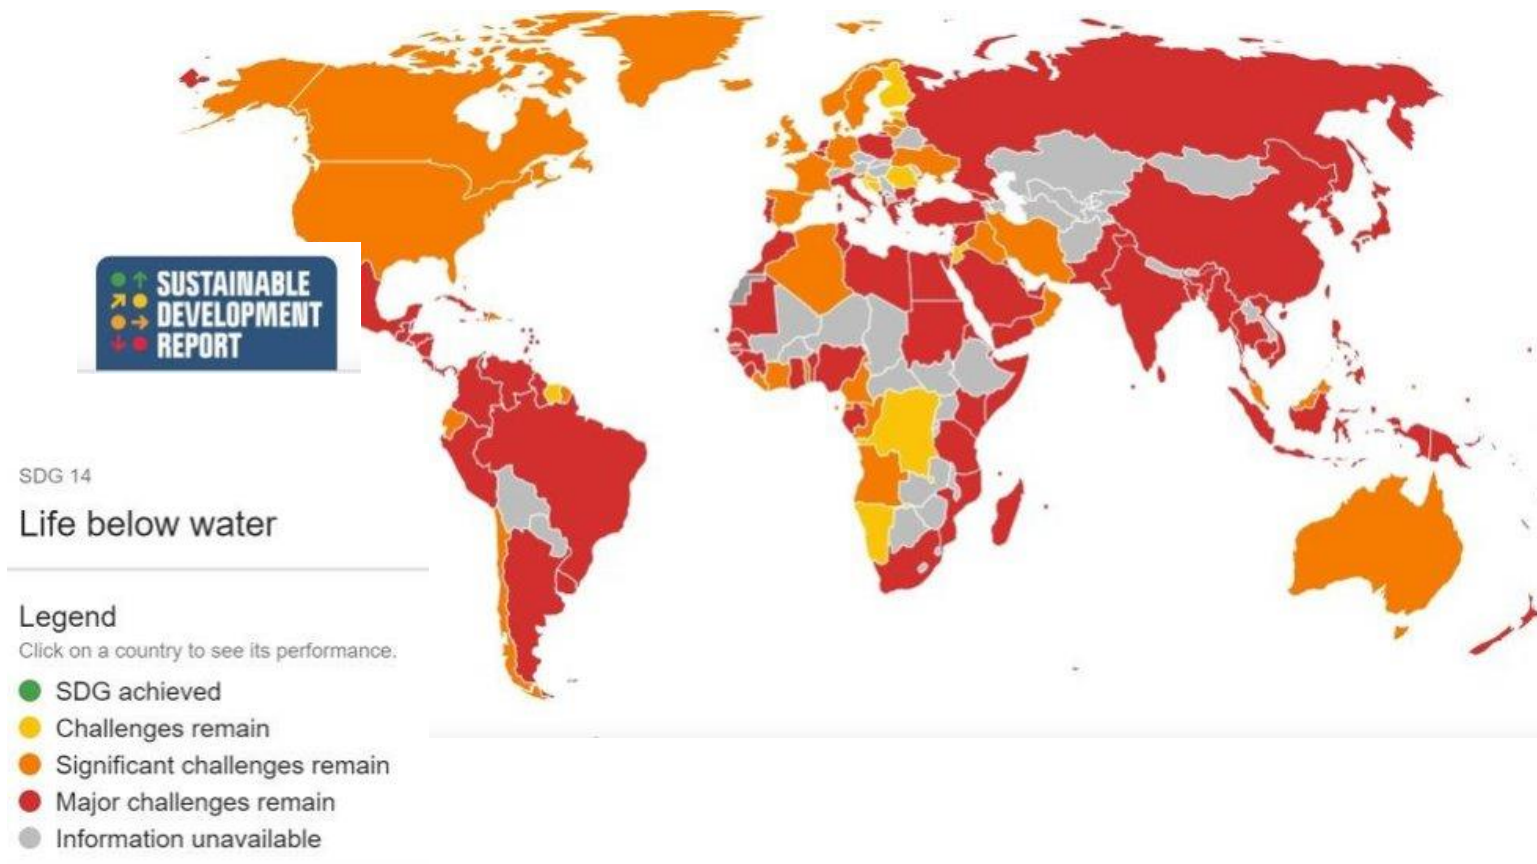 SUSTAINABLE
DEVELOPMENT
REPORT
SDG 14
Life below water
Legend
Click on a country to see its performance.
SDG achieved
Challenges remain
Significant challenges remain
Major challenges remain
Information unavailable